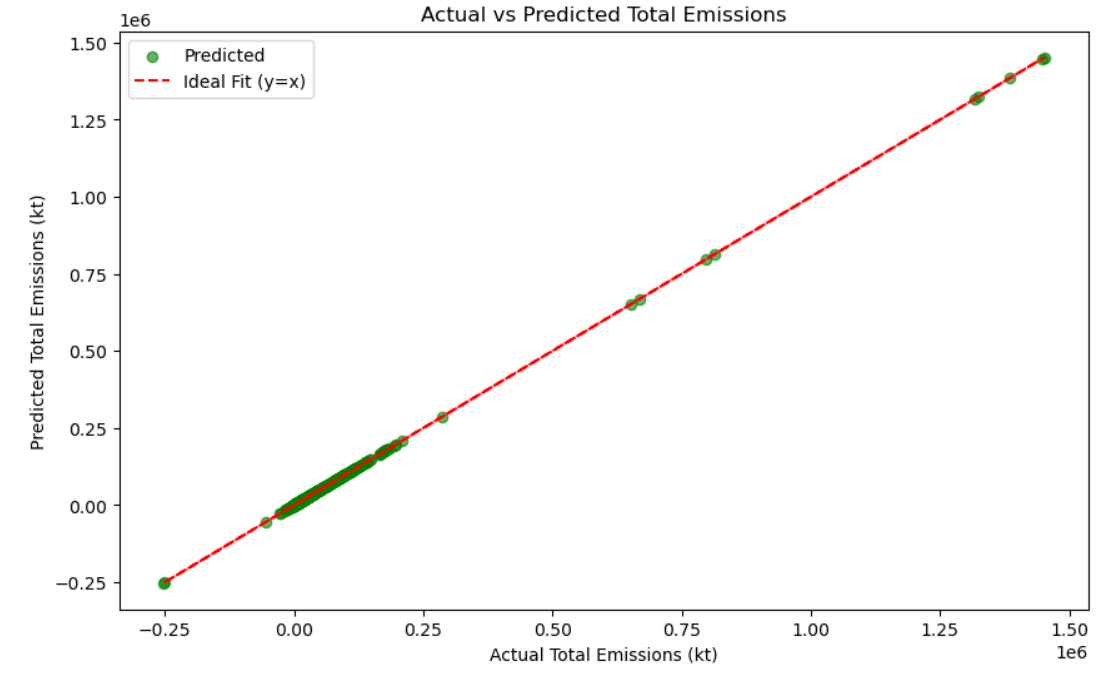 Actual vs Predicted Total Emissions
1e6
1.50
1.25
1.00
0.75
0.50
0.25
0.00
−0.25
Predicted Total Emissions (kt)
Predicted
Ideal Fit (y=x)
−0.25 0.00 0.25 0.50 0.75 1.00 1.25 1.50
1e6
Actual Total Emissions (kt)